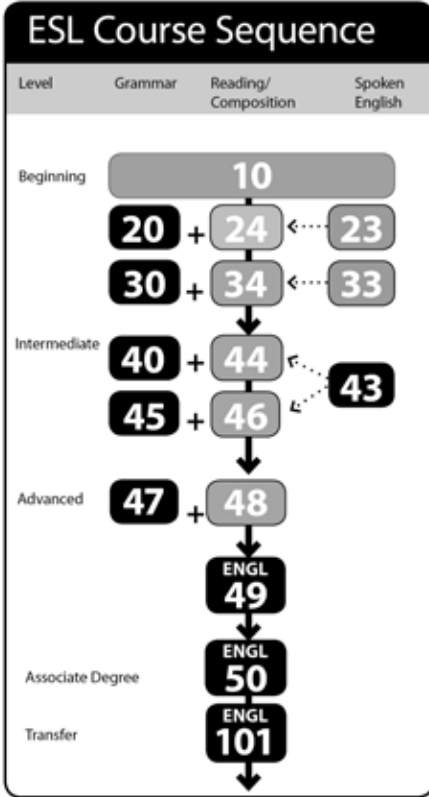 ESL Course Sequence
Level Grammar Reading/ Spoken
Composition English
Beginning 10
20 + 24 23
30 + 34 33
Intermediate
40 + 44
43
45 + 46
Advanced 47 + 48
ENGL
49
ENGL
50
Associate Degree
ENGL
101
Transfer